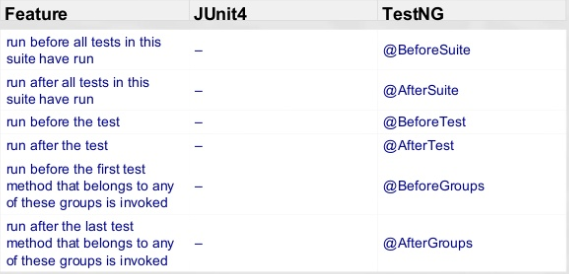 Feature JUnit4 TestNG
run before all tests in this
suite have run – @BeforeSuite
run after all tests in this
suite have run – @AfterSuite
run before the test – @BeforeTest
run after the test – @AfterTest
run before the first test
method that belongs to any – @BeforeGroups
of these groups is invoked
run after the last test
method that belongs to any – @AfterGroups
of these groups is invoked